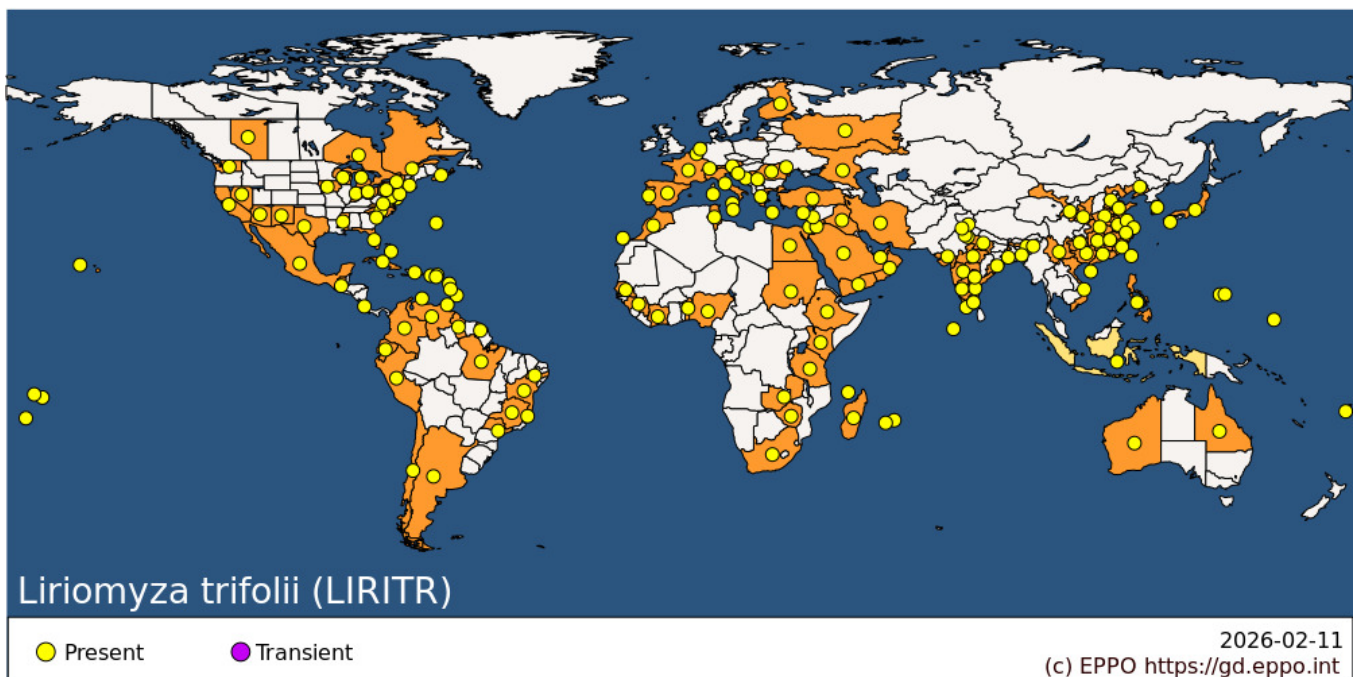 Liriomyza trifolii (LIRITR)
Present
Transient
2026-02-11
(c) EPPO https://gd.eppo.int